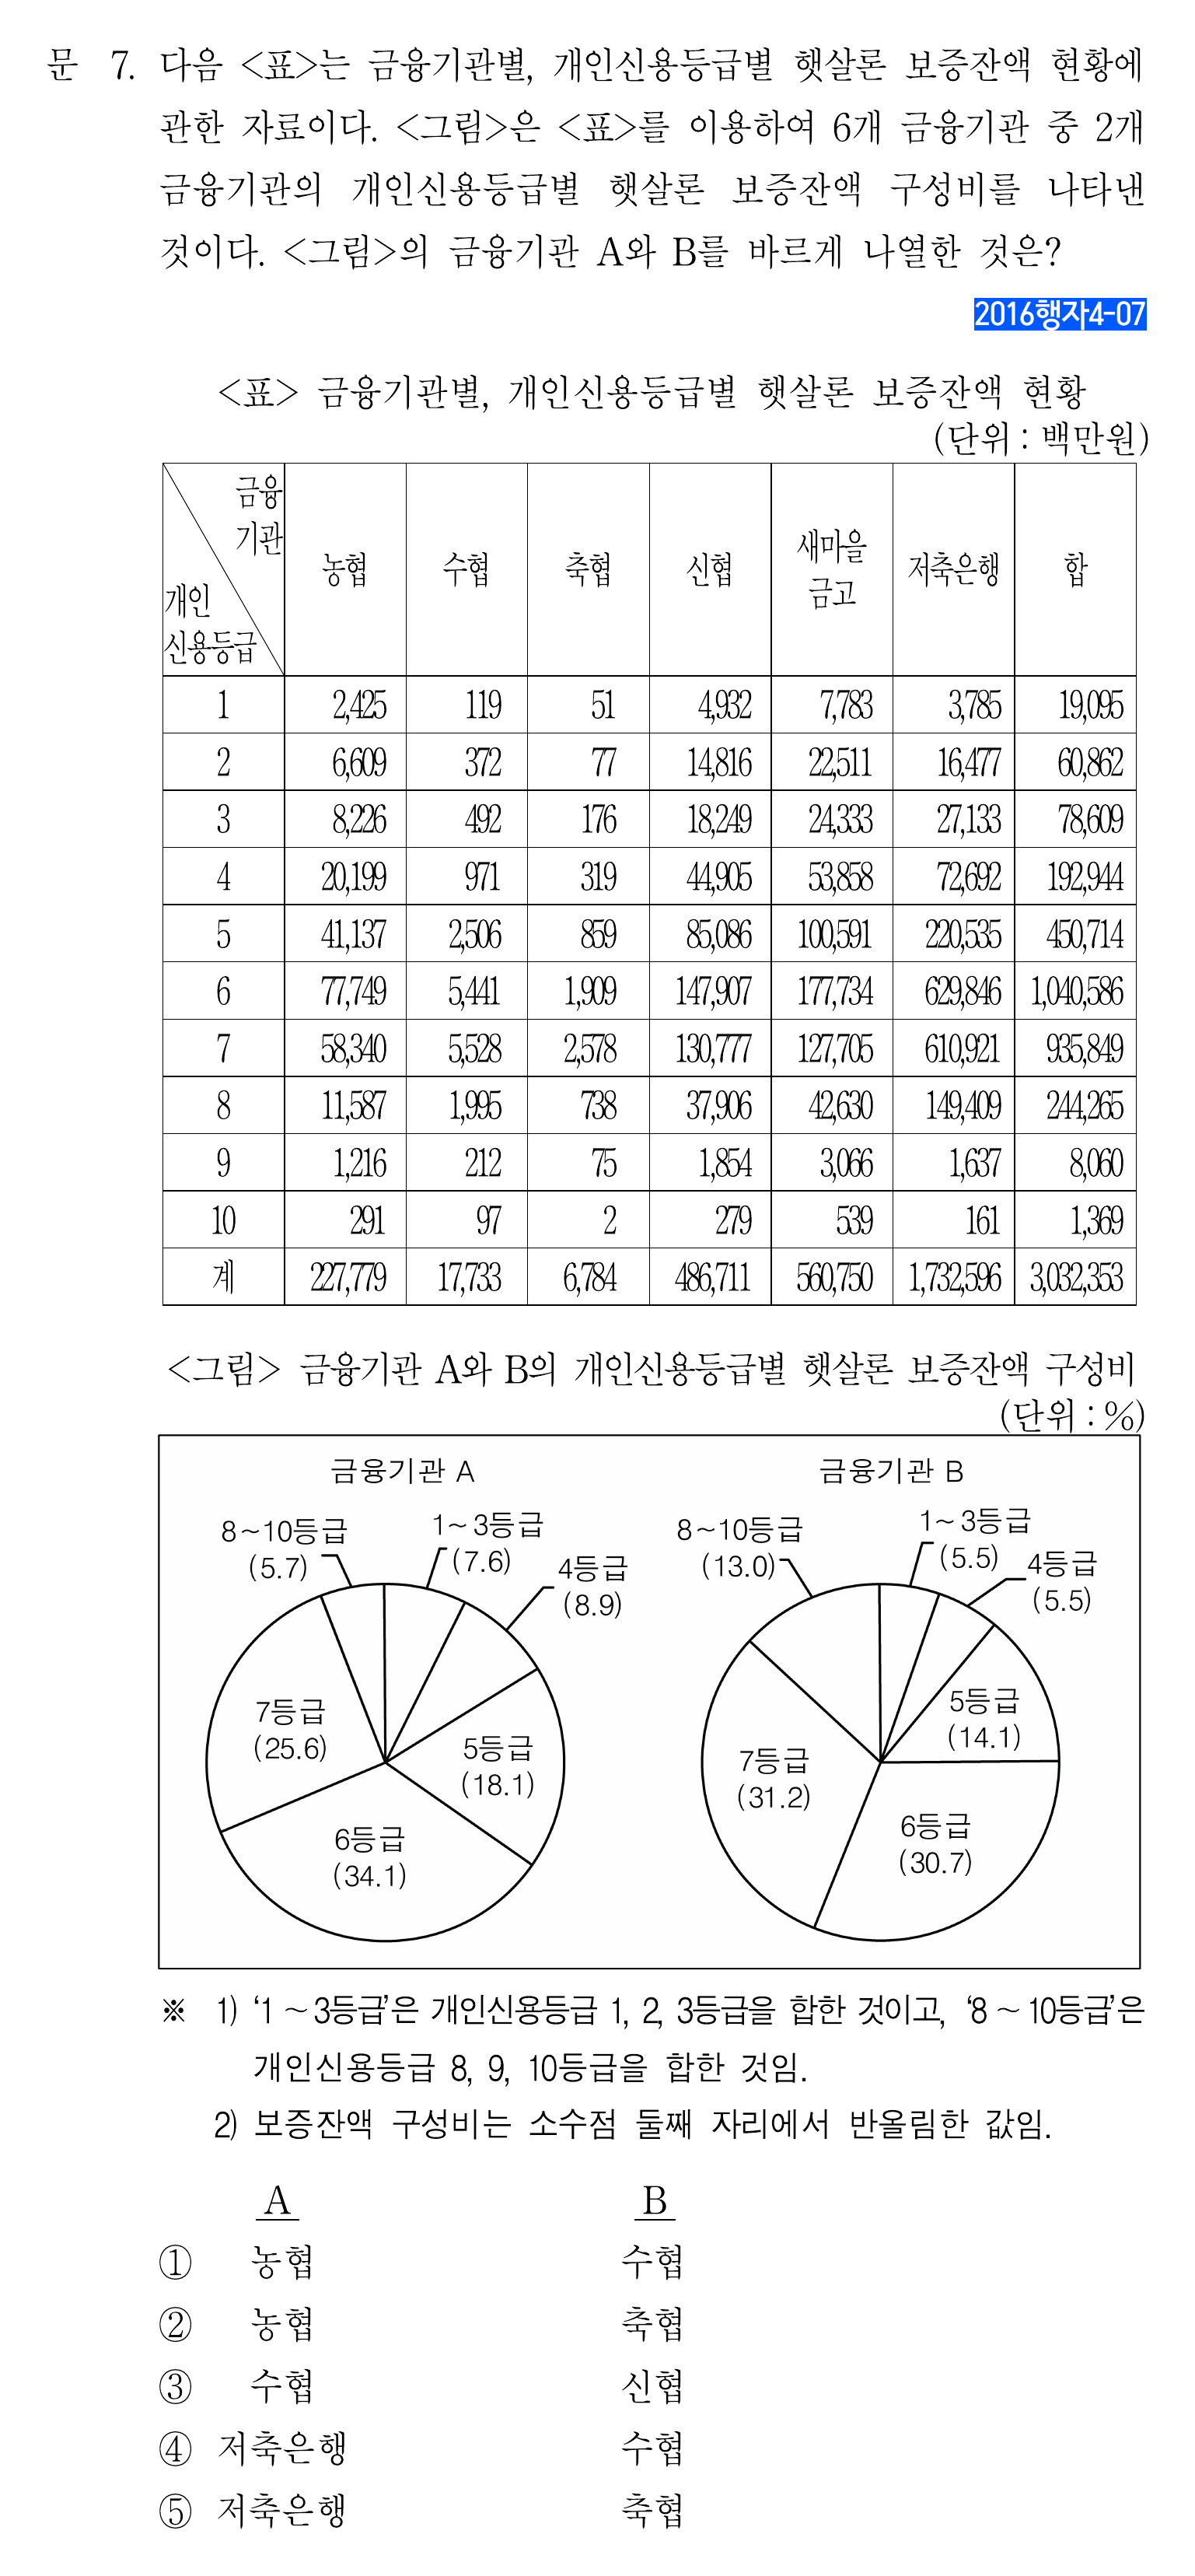 문 7. 다음 <표>는 금융기관별, 개인신용등급별 햇살론 보증잔액 현황에
관한 자료이다. <그림>은 <표>를 이용하여 6개 금융기관 중 2개
금융기관의 개인신용등급별 햇살론 보증잔액 구성비를 나타낸
것이다. <그림>의 금융기관 A와 B를 바르게 나열한 것은?
2016행자4-07
<표> 금융기관별, 개인신용등급별 햇살론 보증잔액 현황
(단위 : 백만원)
금융
기관
개인
신용등급
농협 수협 축협 신협 새마을
금고 저축은행 합
1 2,425 119 51 4,932 7,783 3,785 19,095
2 6,609 372 77 14,816 22,511 16,477 60,862
3 8,226 492 176 18,249 24,333 27,133 78,609
4 20,199 971 319 44,905 53,858 72,692 192,944
5 41,137 2,506 859 85,086 100,591 220,535 450,714
6 77,749 5,441 1,909 147,907 177,734 629,846 1,040,586
7 58,340 5,528 2,578 130,777 127,705 610,921 935,849
8 11,587 1,995 738 37,906 42,630 149,409 244,265
9 1,216 212 75 1,854 3,066 1,637 8,060
10 291 97 2 279 539 161 1,369
계 227,779 17,733 6,784 486,711 560,750 1,732,596 3,032,353
<그림> 금융기관 A와 B의 개인신용등급별 햇살론 보증잔액 구성비
(단위 : %)
금융기관 A
8~10등급
(5.7)
1~3등급
(7.6)
4등급
(8.9)
7등급
(25.6)
5등급
(18.1)
6등급
(34.1)
금융기관 B
8~10등급
(13.0)
1~3등급
(5.5)
4등급
(5.5)
5등급
(14.1)
7등급
(31.2)
6등급
(30.7)
※ 1) ‘1~3등급’은 개인신용등급 1, 2, 3등급을 합한 것이고, ‘8~10등급’은
개인신용등급 8, 9, 10등급을 합한 것임.
2) 보증잔액 구성비는 소수점 둘째 자리에서 반올림한 값임.
A B
① 농협 수협
② 농협 축협
③ 수협 신협
④ 저축은행 수협
⑤ 저축은행 축협